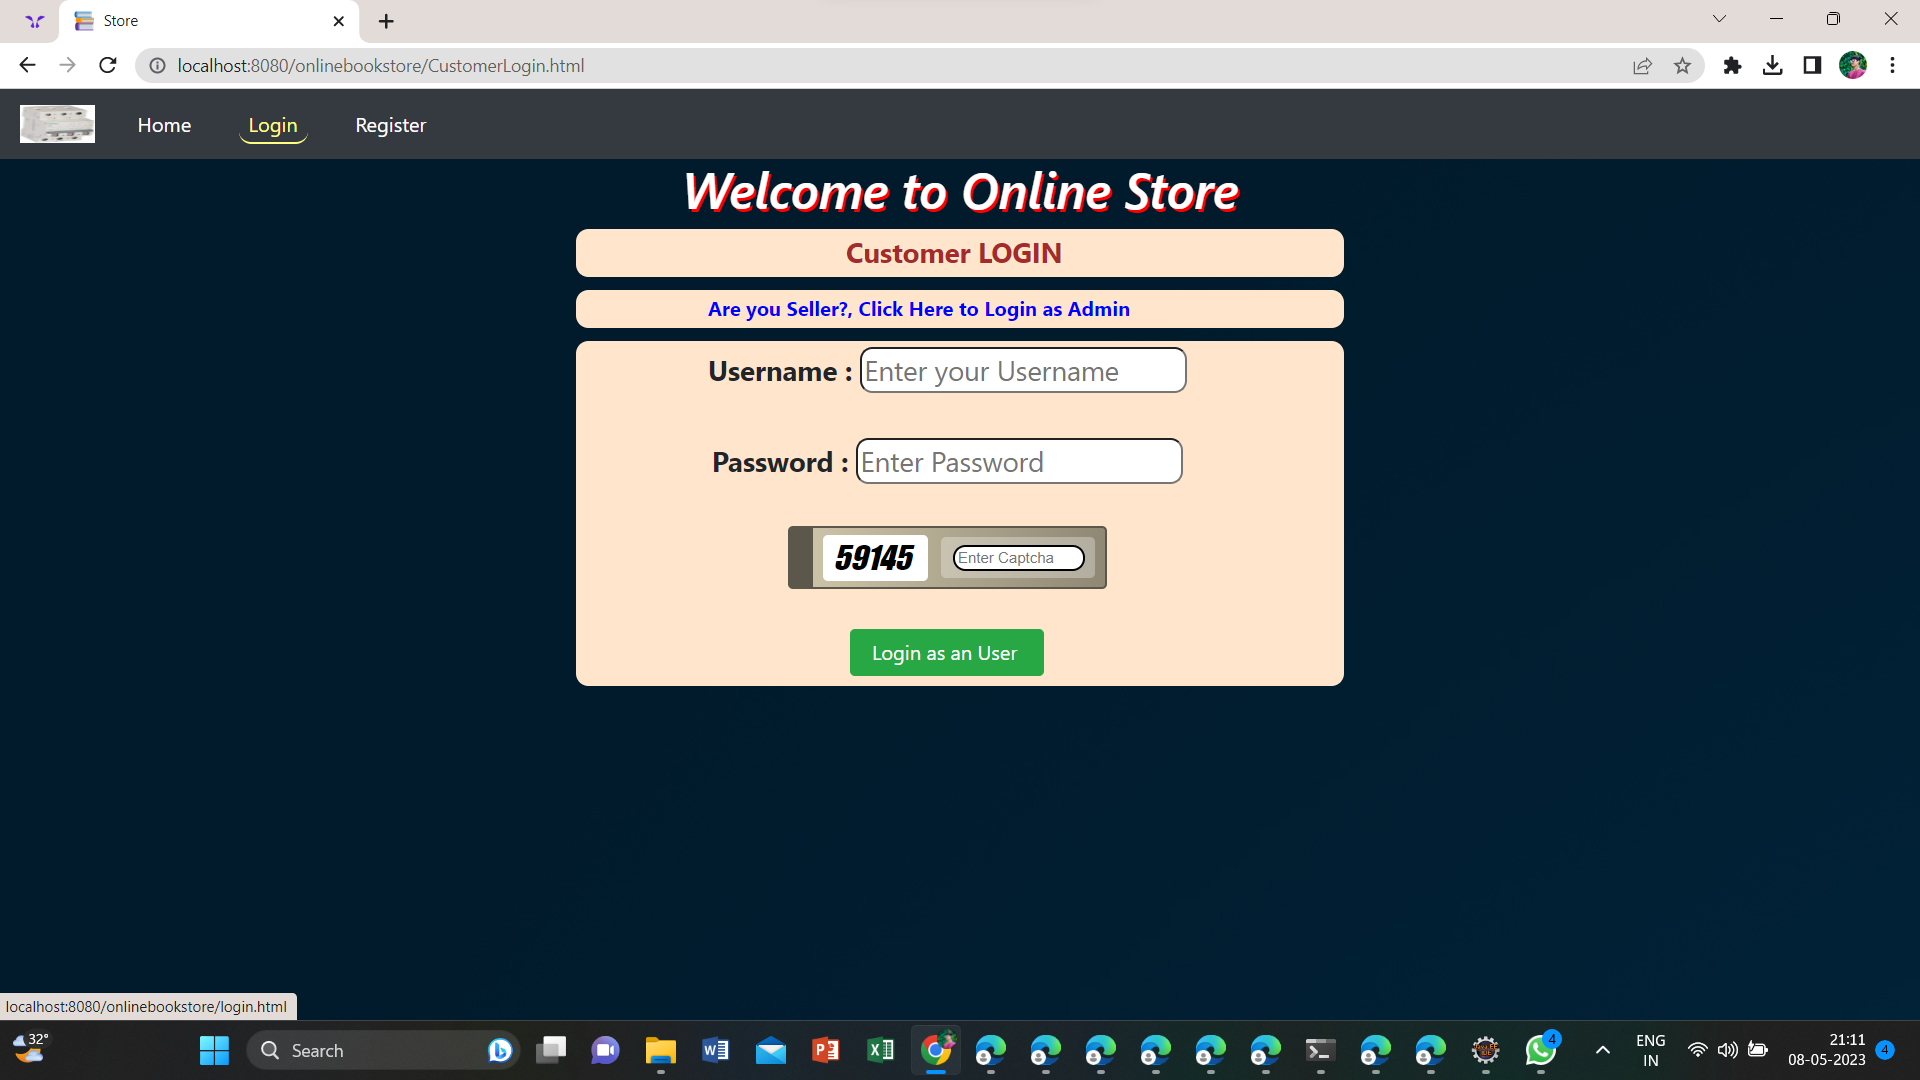 Store
localhost:8080/onlinebookstore/CustomerLogin.html
Home Login Register
Welcome to Online Store
Customer LOGIN
Are you Seller?, Click Here to Login as Admin
Username : Enter your Username
Password : Enter Password
59145 Enter Captcha
Login as an User
localhost:8080/onlinebookstore/login.html
32°
Search
4
ENG
IN
21:11
08-05-2023
4